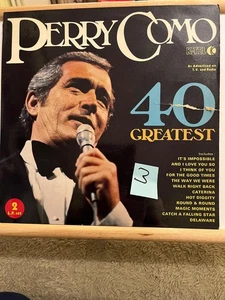 PERRY COMO
K-TEL
As Advertised on
T.V. and Radio
40
GREATEST
3
Includes:
IT'S IMPOSSIBLE
AND I LOVE YOU SO
I THINK OF YOU
FOR THE GOOD TIMES
THE WAY WE WERE
WALK RIGHT BACK
CATERINA
HOT DIGGITY
ROUND & ROUND
MAGIC MOMENTS
CATCH A FALLING STAR
DELAWARE
2
L.P. set